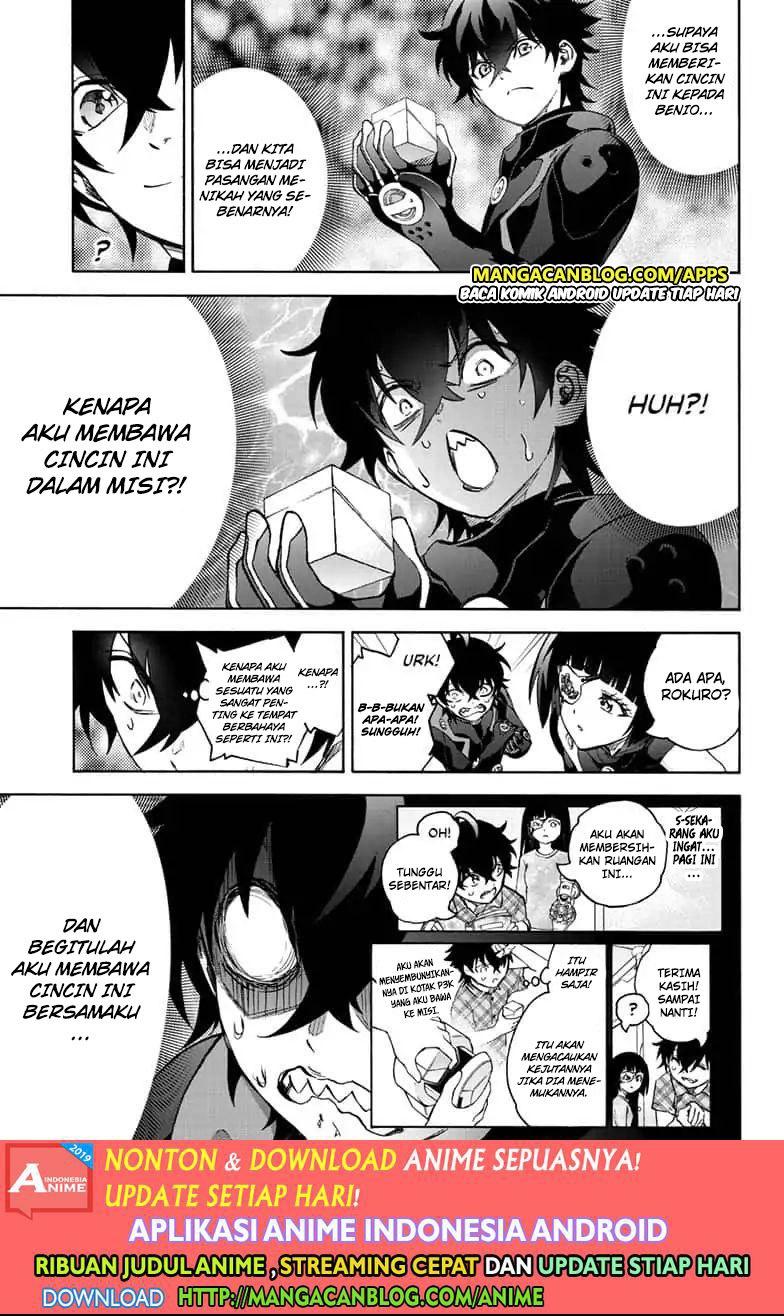 ...SUPAYA
AKU BISA
MEMBERI-
KAN CINCIN
INI KEPADA
BENIO...
...DAN KITA
BISA MENJADI
PASANGAN ME-
NIKAH YANG SE-
BENARNYA!
?
MANGACANBLOG.COM/APPS
BACA KOMIK ANDROID UPDATE TIAP HARI
HUH?!
KENAPA
AKU MEMBAWA
CINCIN INI
DALAM MISI?!
ADA APA,
ROKURO?
URK!
B-B-BUKAN
APA-APA!
SUNGGUH!
KENAPA
...?!
KENAPA AKU
MEMBAWA
SESUATU YANG
SANGAT PEN-
TING KE TEMPAT
BERBAHAYA
SEPERTI INI?!
S-SEKA-
RANG AKU
INGAT...
PAGI INI
...
AKU AKAN
MEMBERSIH-
KAN RUANGAN
INI...
OH!
TUNGGU
SEBENTAR!
TERIMA
KASIH!
SAMPAI
NANTI!
?
ITU
HAMPIR
SAJA!
ITU AKAN
MENGACAUKAN
KEJUTANNYA
JIKA DIA MENE-
MUKANNYA.
AKU AKAN
MENYEMBUNYIKAN-
NYA DI KOTAK P3K
YANG AKU BAWA
KE MISI.
DAN
BEGITULAH
AKU MEMBAWA
CINCIN INI
BERSAMAKU
...
2019
A
INDONESIA
ANIME
NONTON & DOWNLOAD ANIME SEPUASNYA!
UPDATE SETIAP HARI!
APLIKASI ANIME INDONESIA ANDROID
RIBUAN JUDUL ANIME , STREAMING CEPAT DAN UPDATE STIAP HARI
DOWNLOAD HTTP://MANGACANBLOG.COM/ANIME